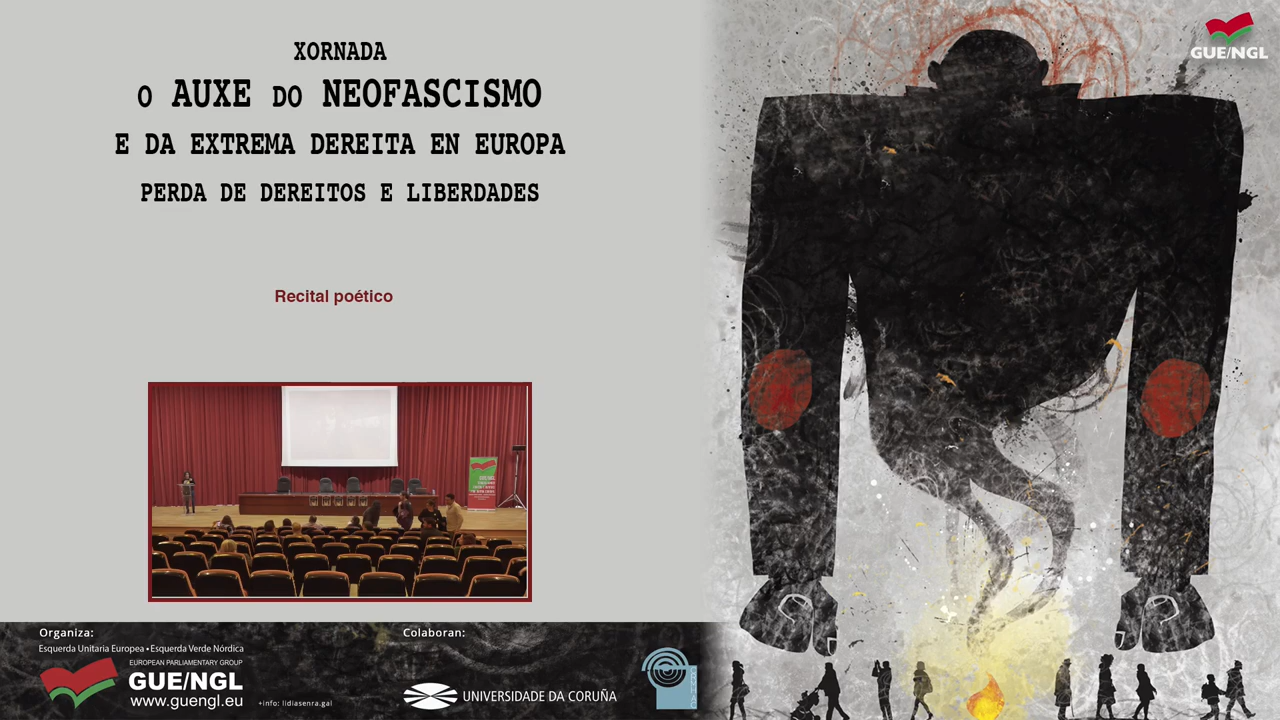 XORNADA
O AUXE DO NEOFASCISMO
E DA EXTREMA DEREITA EN EUROPA
PERDA DE DEREITOS E LIBERDADES
Recital poético
GUE/NGL
Organiza:
Esquerda Unitaria Europea • Esquerda Verde Nórdica
EUROPEAN PARLIAMENTARY GROUP
GUE/NGL
www.guengl.eu
+info: lidiasenra.gal
Colaboran:
UNIVERSIDADE DA CORUÑA